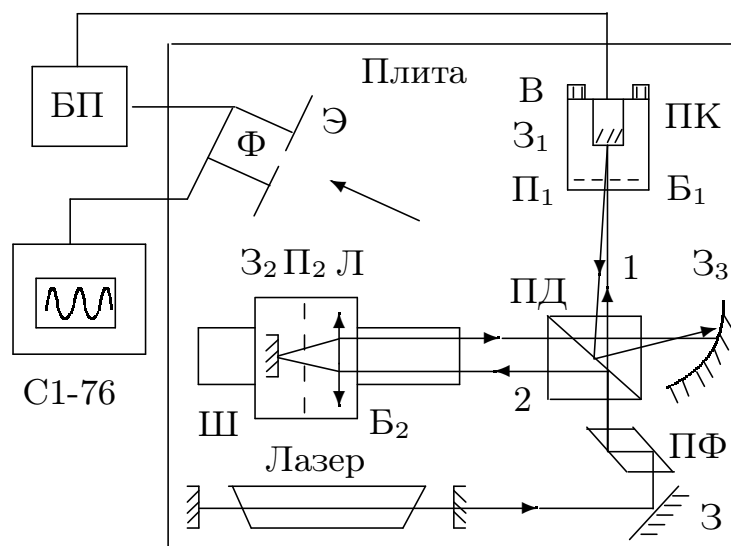 Плита
БП
В
ПК
Э
З₁
Ф
П₁
Б₁
1
З₂ П₂ Л
ПД
З₃
С1-76
2
Ш
Б₂
ПФ
Лазер
З